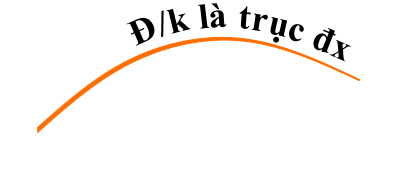 Đ/k là trục đx